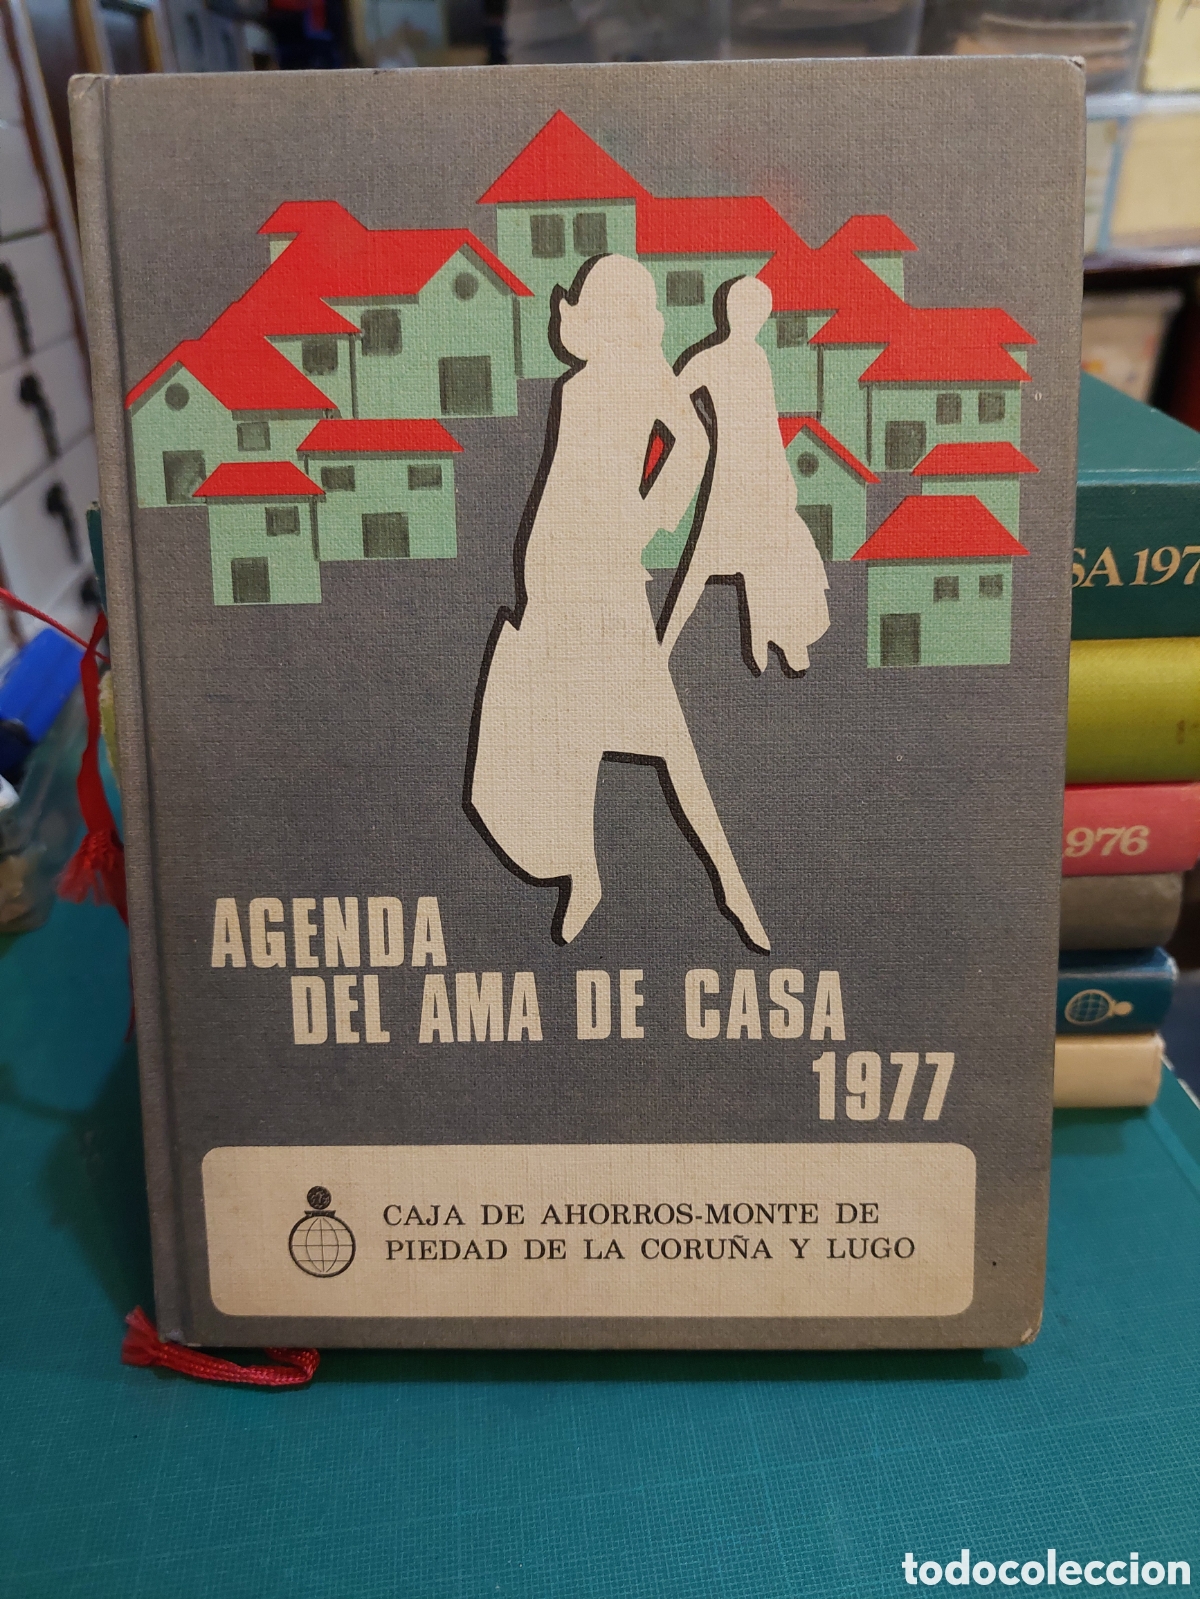 AGENDA
DEL AMA DE CASA
1977
CAJA DE AHORROS-MONTE DE
PIEDAD DE LA CORUÑA Y LUGO
SA 197
1976
todocoleccion